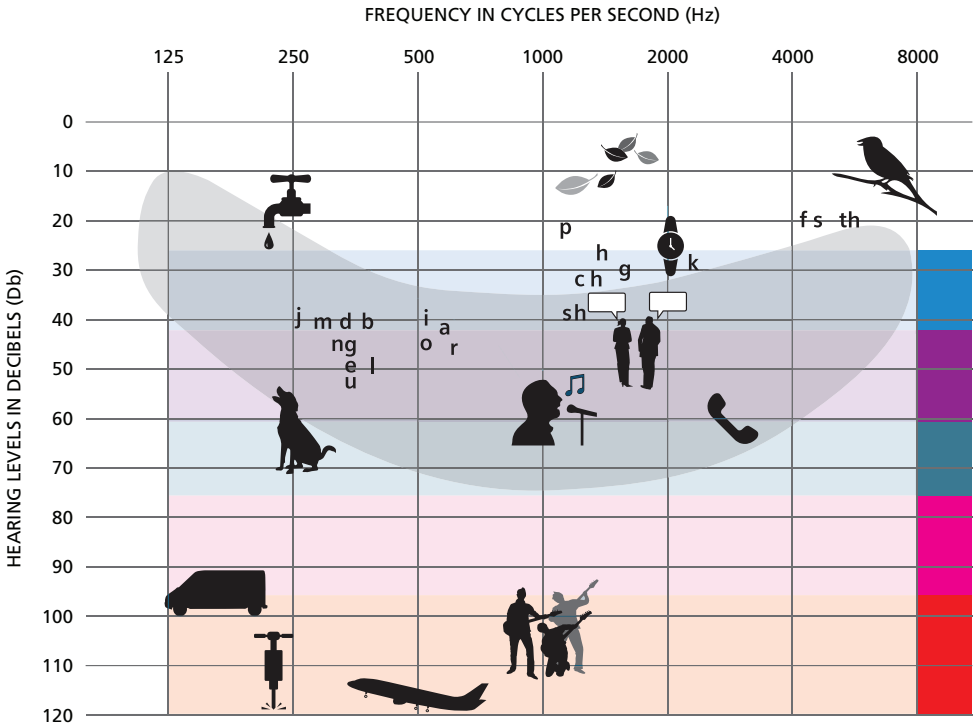 FREQUENCY IN CYCLES PER SECOND (Hz)
125 250 500 1000 2000 4000 8000
HEARING LEVELS IN DECIBELS (Db)
0
10
20
30
40
50
60
70
80
90
100
110
120
p
f s th
h
k
g
ch
sh
j m d b
i
a
ng
o r
e l
u